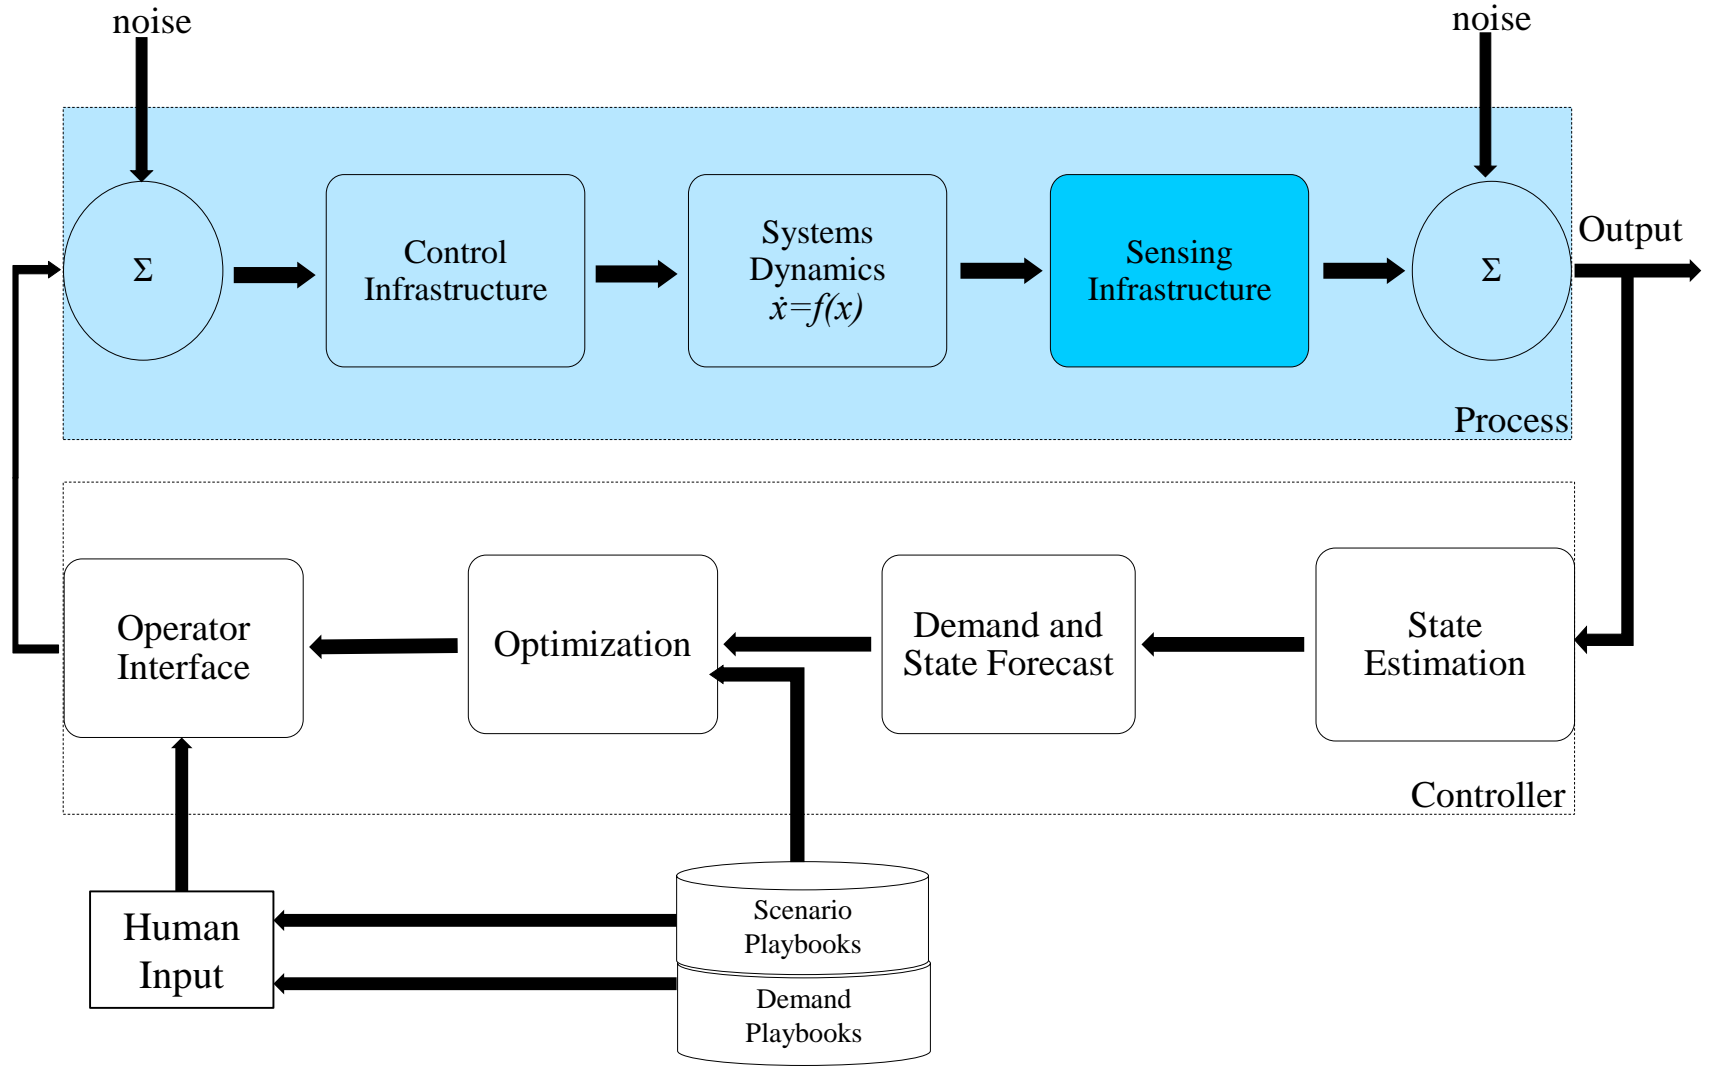 noise
noise
Σ
Control
Infrastructure
Systems
Dynamics
ẋ=f(x)
Sensing
Infrastructure
Σ
Output
Process
Operator
Interface
Optimization
Demand and
State Forecast
State
Estimation
Controller
Human
Input
Scenario
Playbooks
Demand
Playbooks